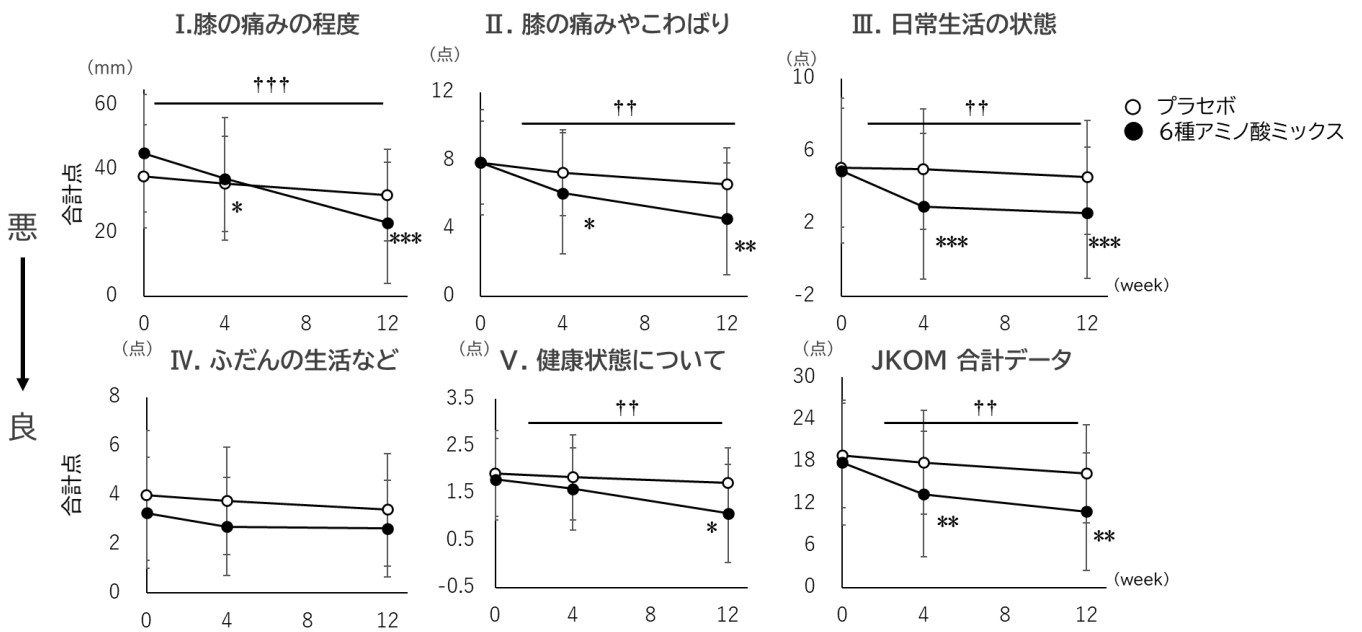 Ⅰ.膝の痛みの程度
Ⅱ. 膝の痛みやこわばり
Ⅲ. 日常生活の状態
(mm)
(点)
(点)
60
40
20
0
12
8
4
0
10
6
2
-2
†††
††
††
*
***
*
**
***
***
プラセボ
6種アミノ酸ミックス
合計点
悪
良
(week)
0 4 8 12
0 4 8 12
0 4 8 12
(点)
Ⅳ. ふだんの生活など
(点)
Ⅴ. 健康状態について
(点)
JKOM 合計データ
8
6
4
2
0
3.5
2.5
1.5
0.5
-0.5
30
24
18
12
6
0
††
††
*
**
**
合計点
(week)
0 4 8 12
0 4 8 12
0 4 8 12